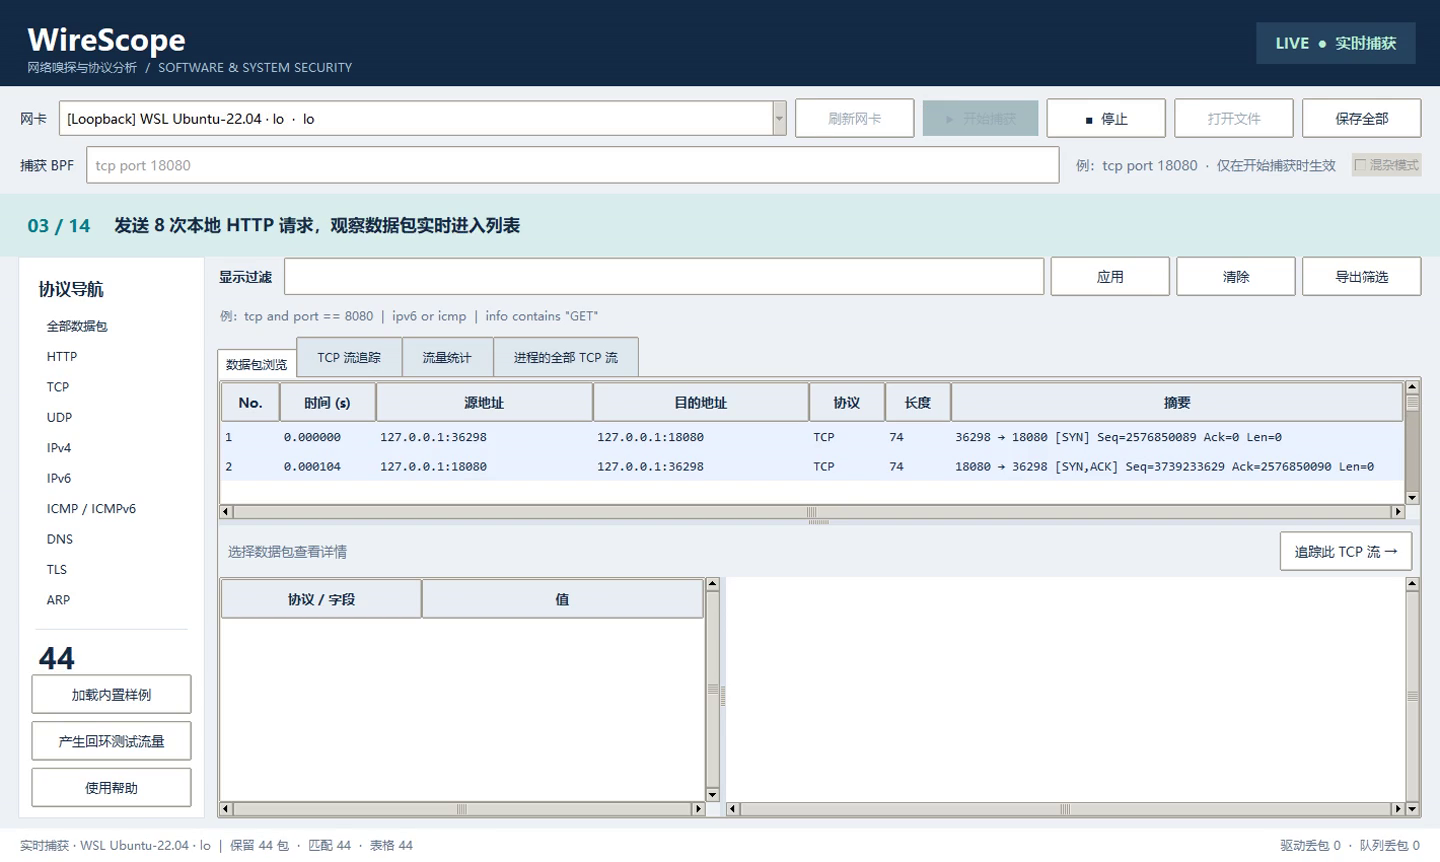 WireScope
网络嗅探与协议分析 / SOFTWARE & SYSTEM SECURITY
LIVE ● 实时捕获
网卡 [Loopback] WSL Ubuntu-22.04 · lo · lo 刷新网卡 ▶ 开始捕获 ■ 停止 打开文件 保存全部
捕获 BPF tcp port 18080 例：tcp port 18080 · 仅在开始捕获时生效 混杂模式
03 / 14 发送 8 次本地 HTTP 请求，观察数据包实时进入列表
协议导航
全部数据包
HTTP
TCP
UDP
IPv4
IPv6
ICMP / ICMPv6
DNS
TLS
ARP
44
加载内置样例
产生回环测试流量
使用帮助
显示过滤 应用 清除 导出筛选
例：tcp and port == 8080 | ipv6 or icmp | info contains "GET"
数据包浏览 TCP 流追踪 流量统计 进程的全部 TCP 流
No. 时间 (s) 源地址 目的地址 协议 长度 摘要
1 0.000000 127.0.0.1:36298 127.0.0.1:18080 TCP 74 36298 → 18080 [SYN] Seq=2576850089 Ack=0 Len=0
2 0.000104 127.0.0.1:18080 127.0.0.1:36298 TCP 74 18080 → 36298 [SYN,ACK] Seq=3739233629 Ack=2576850090 Len=0
选择数据包查看详情 追踪此 TCP 流 →
协议 / 字段 值
实时捕获 · WSL Ubuntu-22.04 · lo | 保留 44 包 · 匹配 44 · 表格 44 驱动丢包 0 · 队列丢包 0